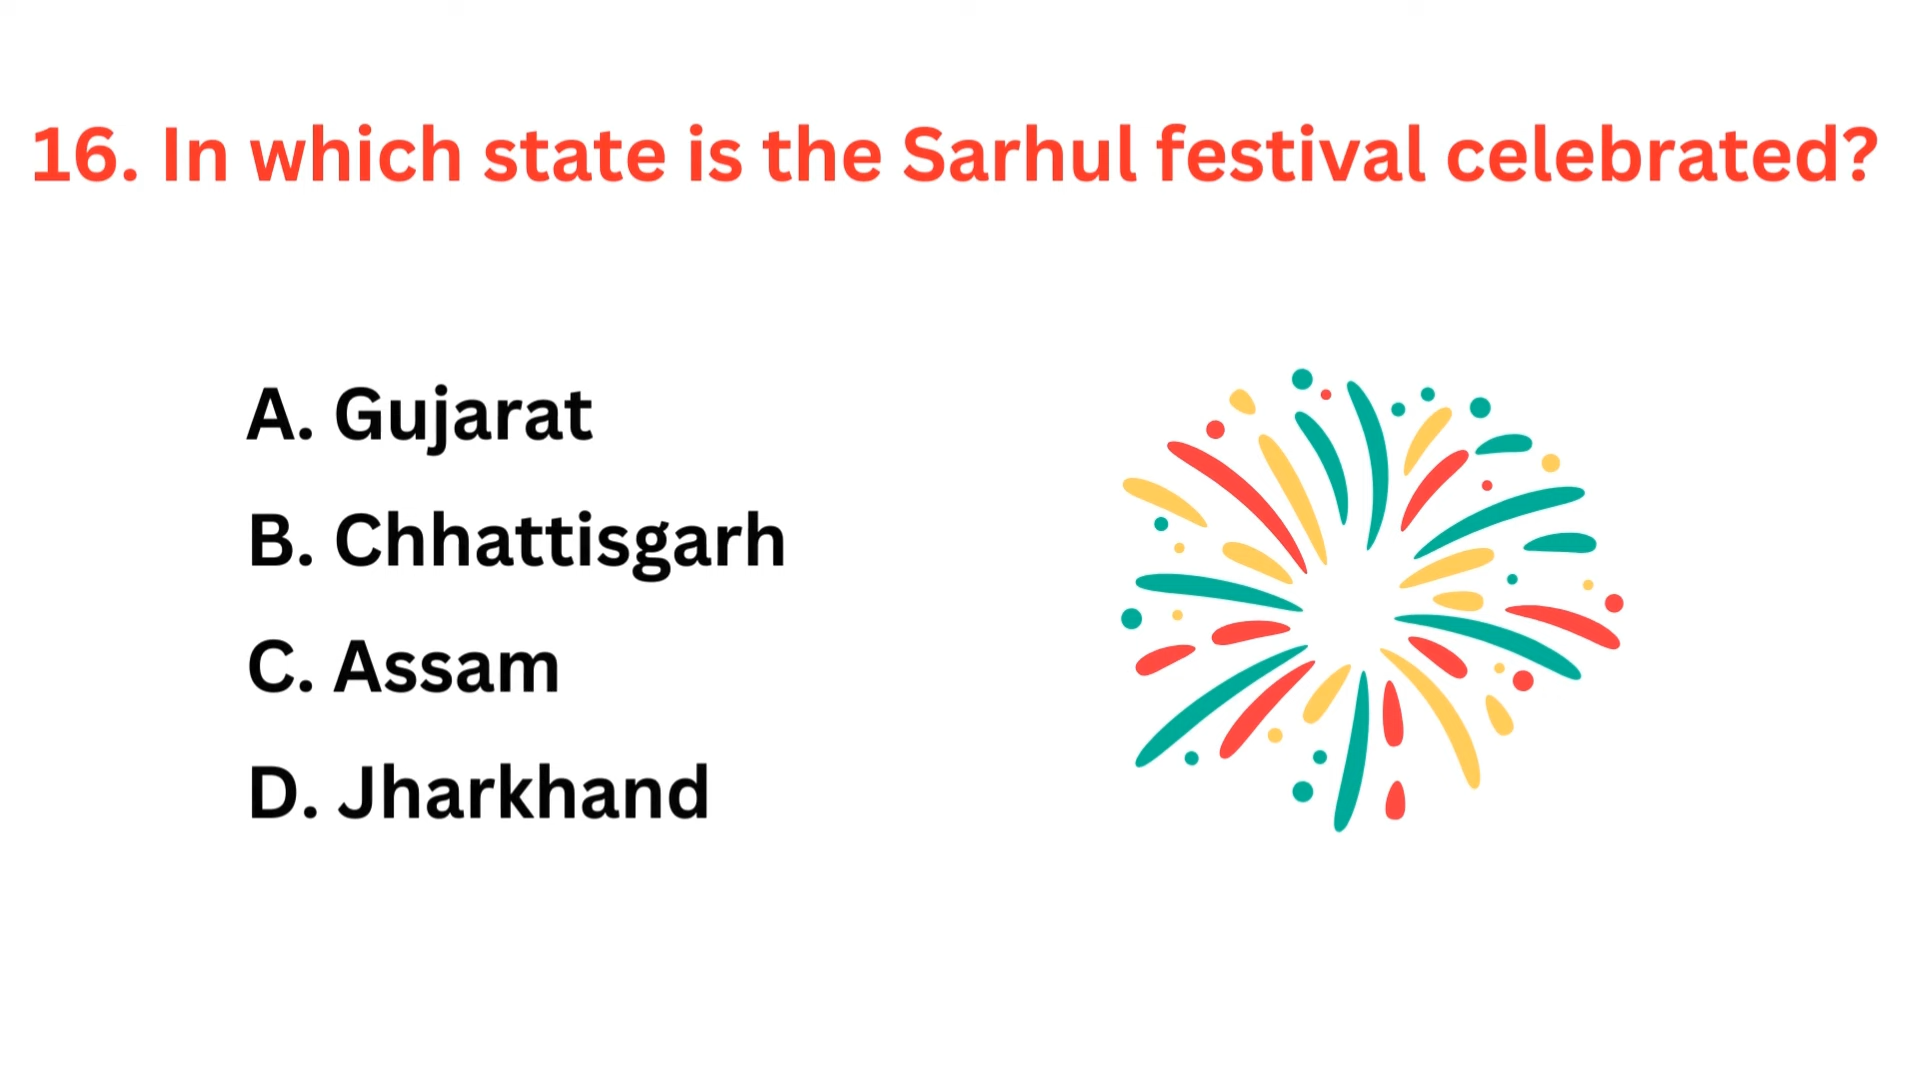 16. In which state is the Sarhul festival celebrated?
A. Gujarat
B. Chhattisgarh
C. Assam
D. Jharkhand